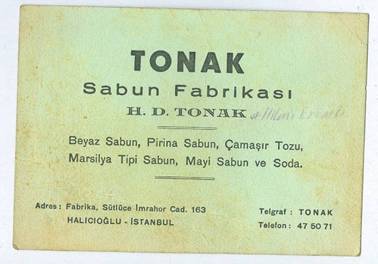 TONAK
Sabun Fabrikası
H. D. TONAK
Beyaz Sabun, Pirina Sabun, Çamaşır Tozu,
Marsilya Tipi Sabun, Mayi Sabun ve Soda.
Adres : Fabrika, Sütlüce İmrahor Cad. 163
HALICIOĞLU - İSTANBUL
Telgraf : TONAK
Telefon : 47 50 71